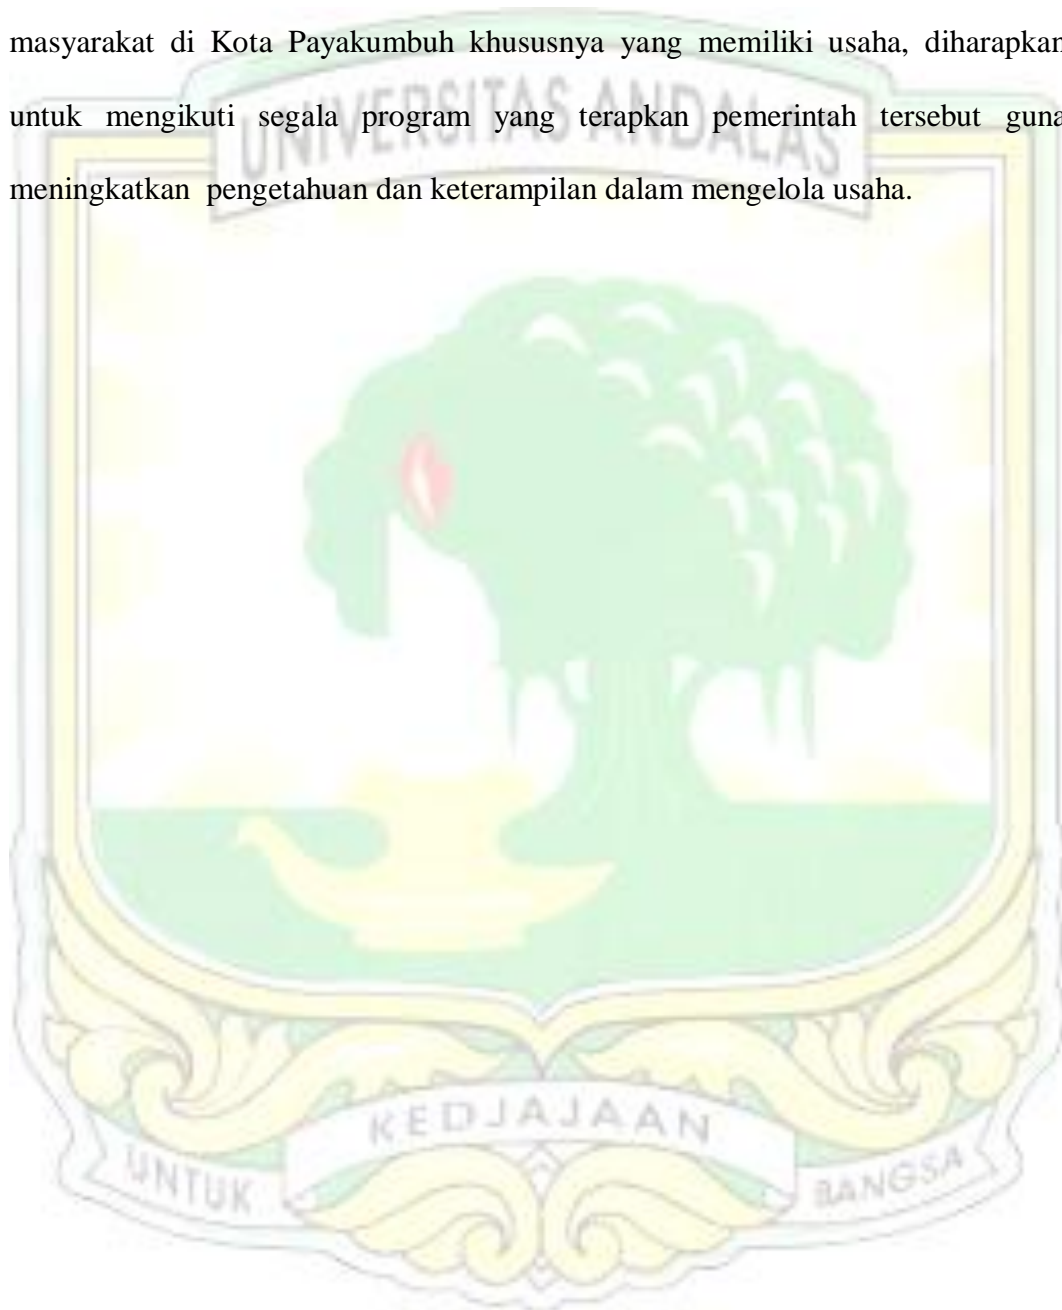 masyarakat di Kota Payakumbuh khususnya yang memiliki usaha, diharapkan
untuk mengikuti segala program yang terapkan pemerintah tersebut guna
meningkatkan pengetahuan dan keterampilan dalam mengelola usaha.
UNIVERSITAS ANDALAS
UNTUK KEDJAJAAN BANGSA